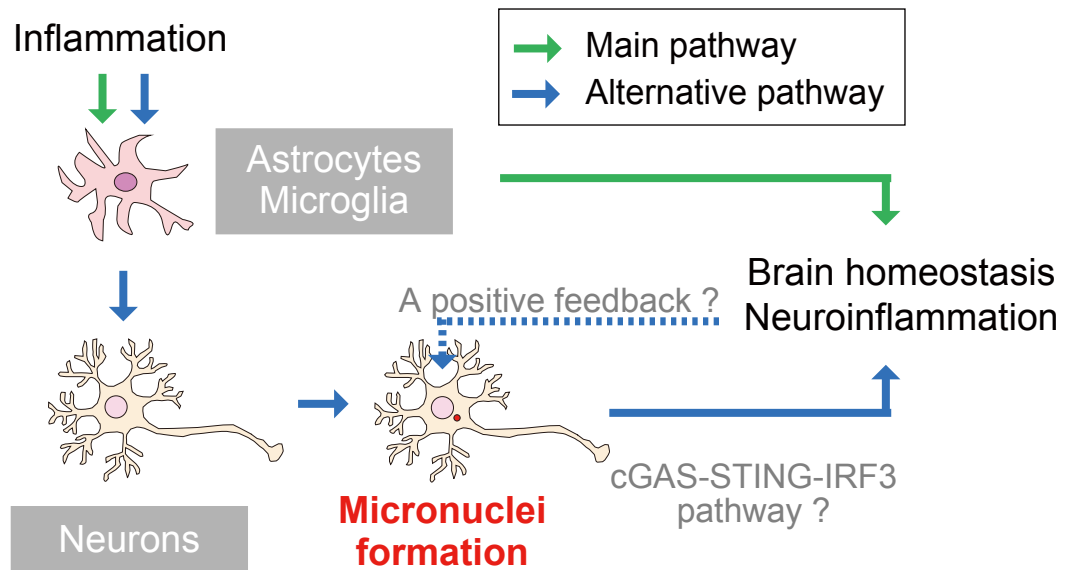 Inflammation
Main pathway
Alternative pathway
Astrocytes
Microglia
Brain homeostasis
Neuroinflammation
A positive feedback ?
cGAS-STING-IRF3
pathway ?
Micronuclei
formation
Neurons